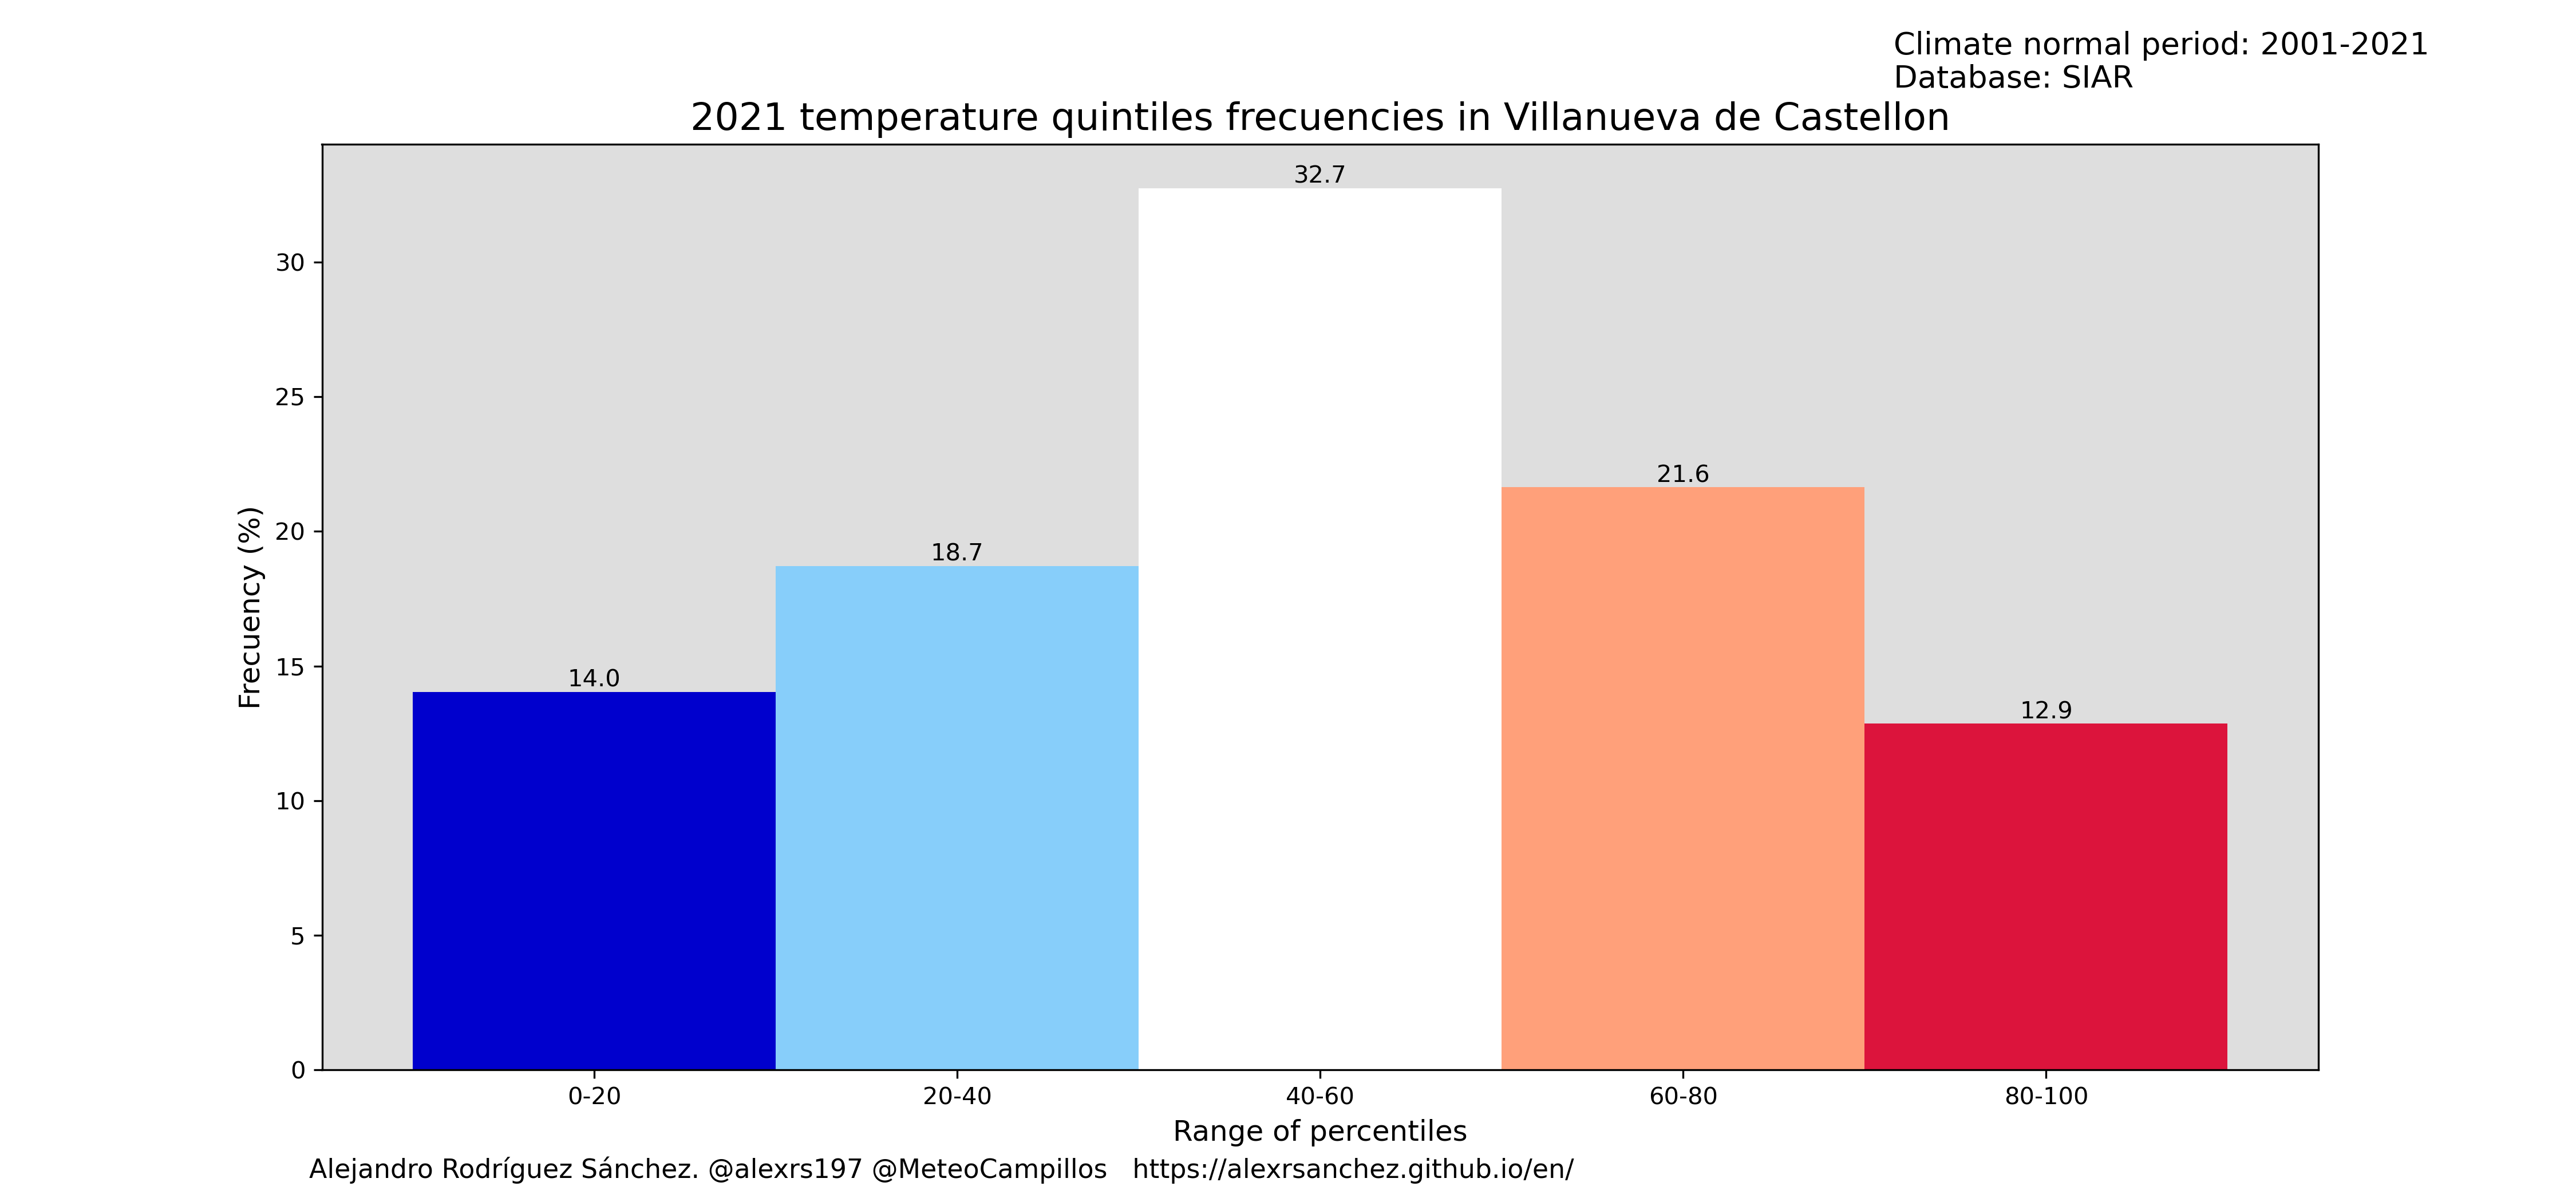 Climate normal period: 2001-2021
Database: SIAR
2021 temperature quintiles frecuencies in Villanueva de Castellon
32.7
30
25
21.6
Frecuency (%)
20
18.7
15
14.0
12.9
10
5
0
0-20 20-40 40-60 60-80 80-100
Range of percentiles
Alejandro Rodríguez Sánchez. @alexrs197 @MeteoCampillos https://alexrsanchez.github.io/en/